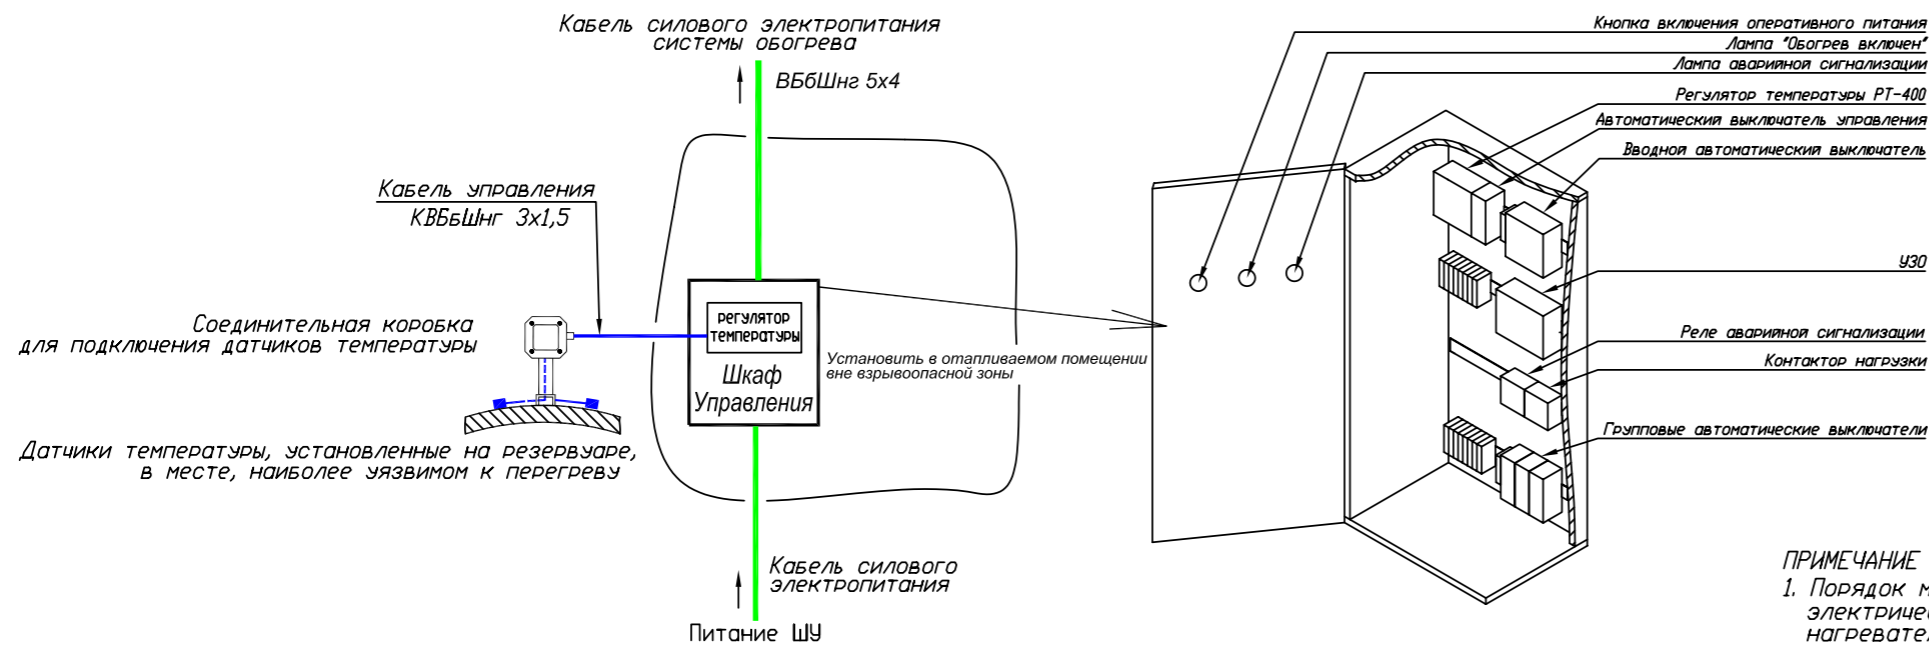 Кабель силового электропитания
системы обогрева
ВБбШнг 5х4
Кабель управления
КВБбШнг 3х1,5
Соединительная коробка
для подключения датчиков температуры
регулятор
температуры
Шкаф
Управления
Установить в отапливаемом помещении
вне взрывоопасной зоны
Датчики температуры, установленные на резервуаре,
в месте, наиболее уязвимом к перегреву
Кабель силового
электропитания
Питание ШУ
Кнопка включения оперативного питания
Лампа "Обогрев включен"
Лампа аварийной сигнализации
Регулятор температуры РТ-400
Автоматический выключатель управления
Вводной автоматический выключатель
УЗО
Реле аварийной сигнализации
Контактор нагрузки
Групповые автоматические выключатели
ПРИМЕЧАНИЕ
1. Порядок м
электричес
нагревател